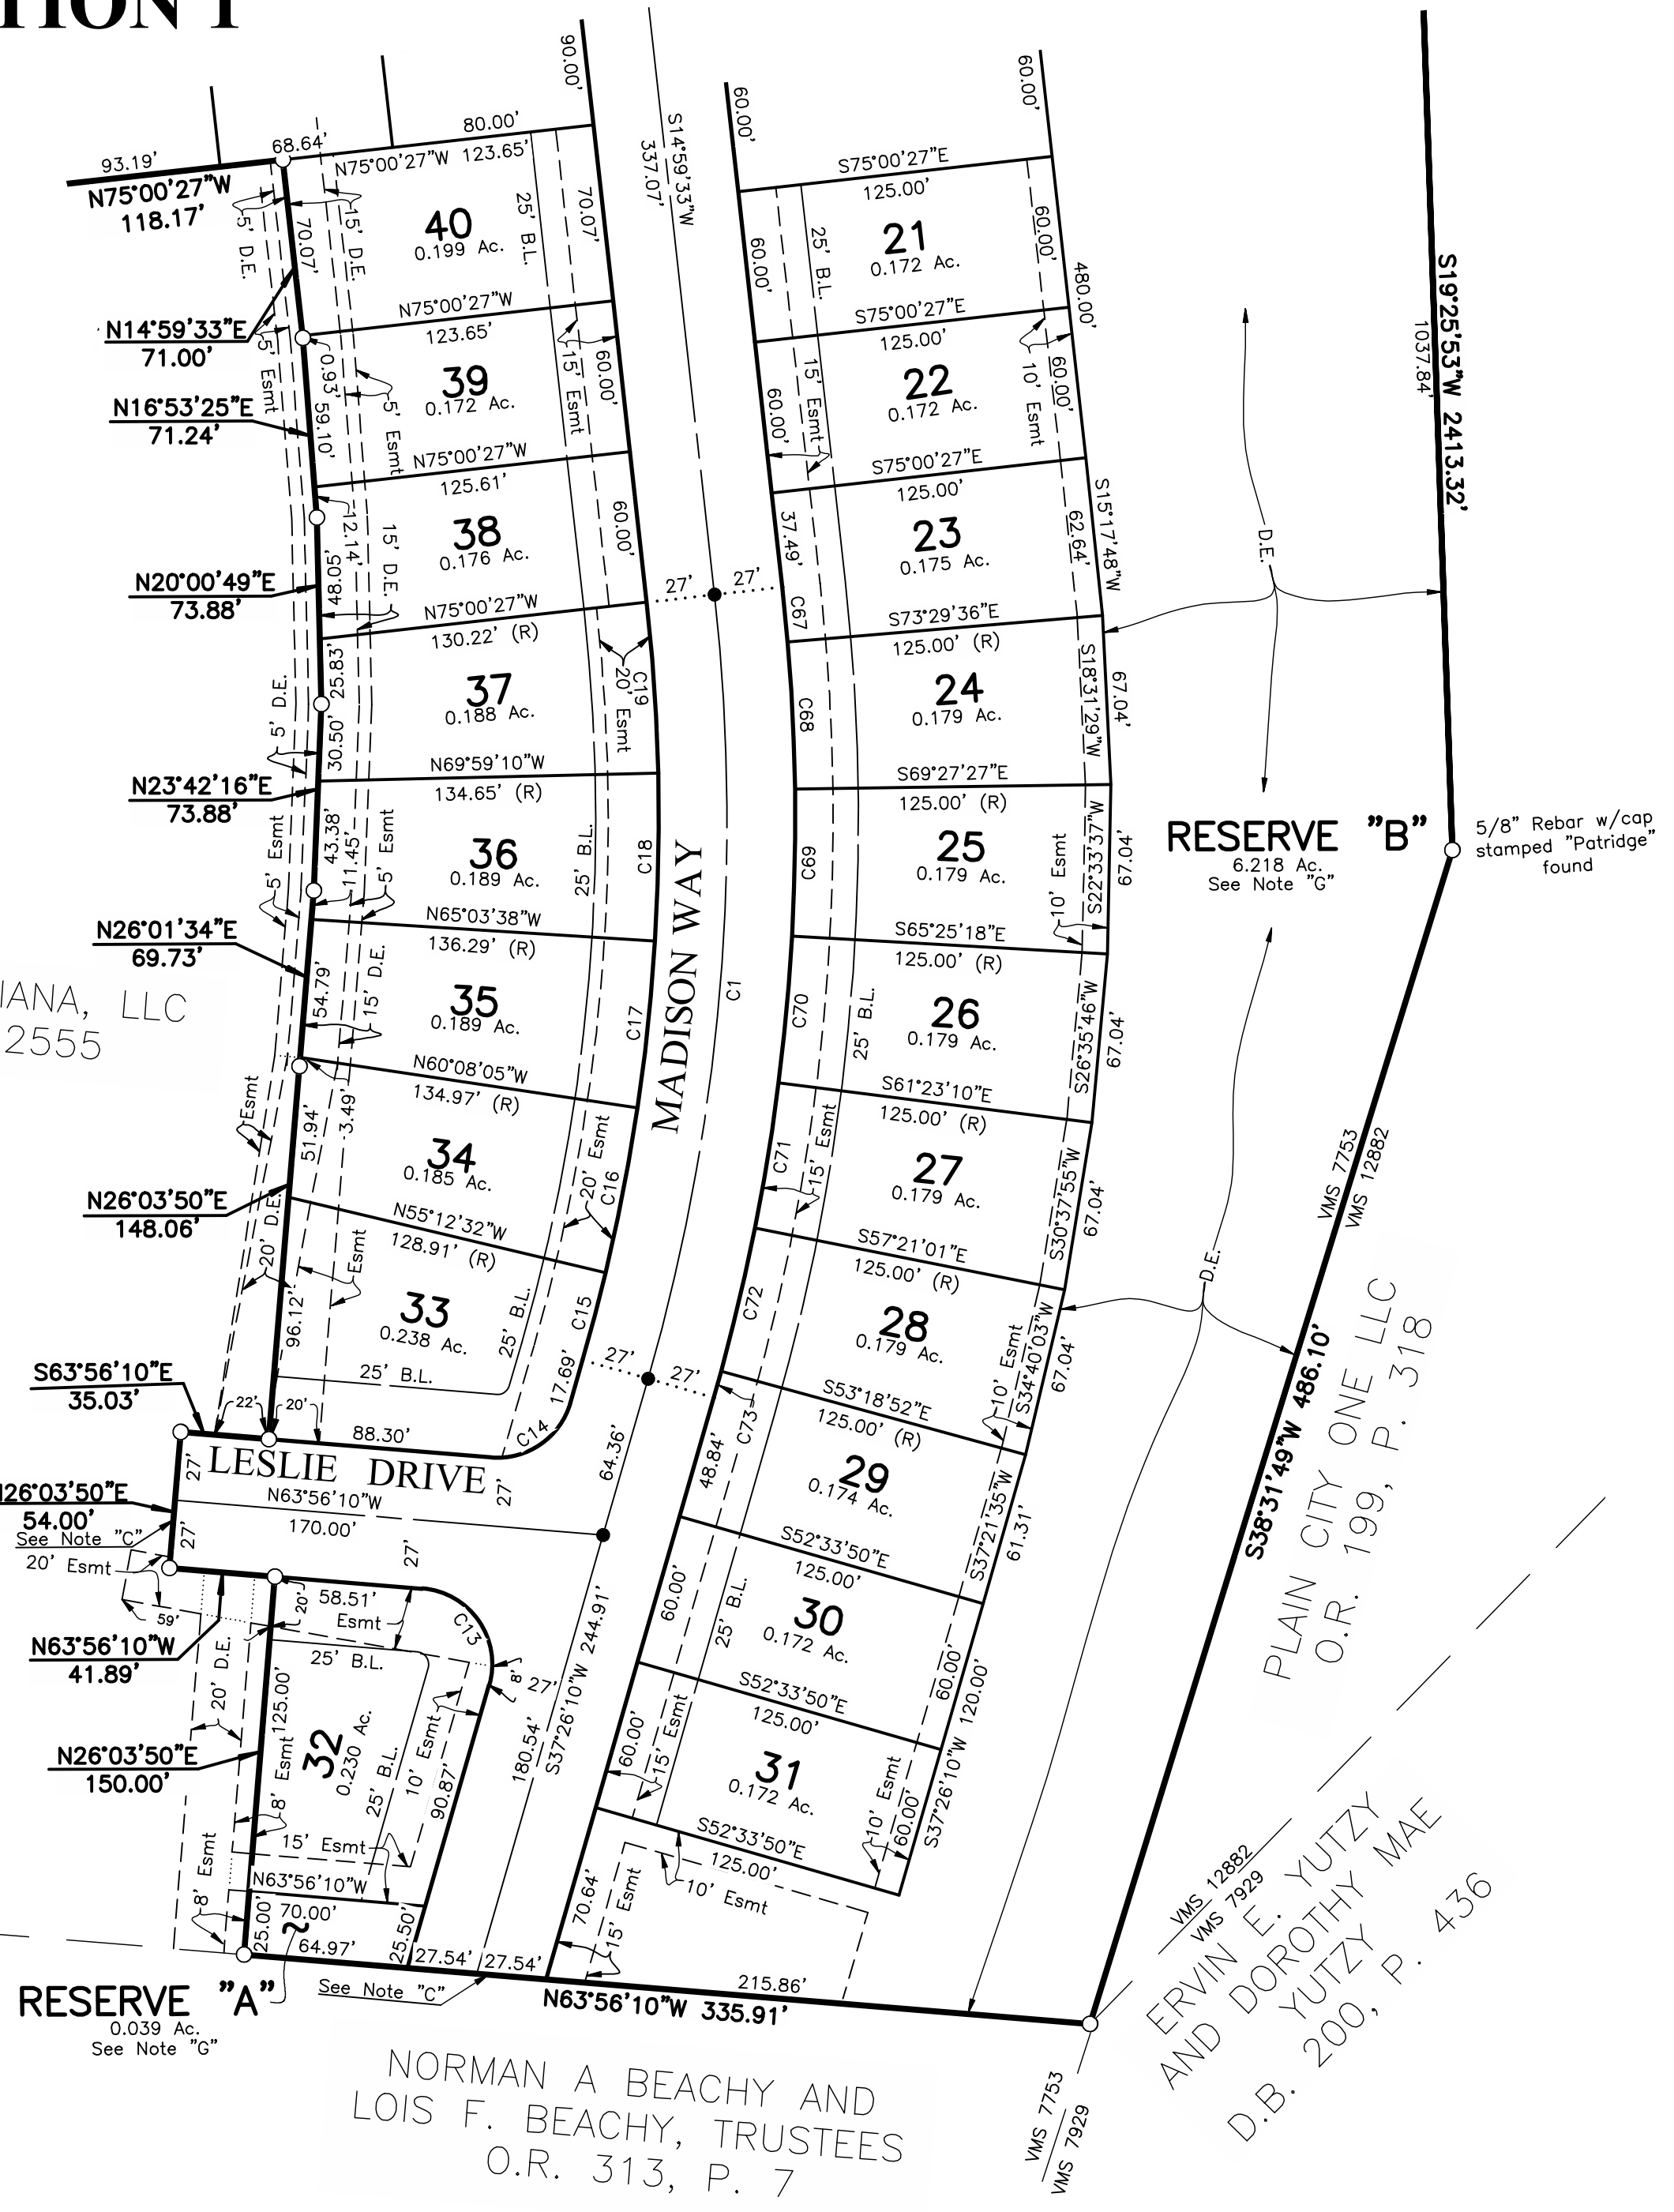 93.19'
68.64'
80.00'
90.00'
N75°00'27"W
118.17'
N75°00'27"W 123.65'
S14°59'33"W
337.07'
60.00'
60.00'
S75°00'27"E
125.00'
5' D.E.
15' D.E.
70.07'
40
0.199 Ac.
25' B.L.
70.07'
60.00'
25' B.L.
21
0.172 Ac.
60.00'
480.00'
S19°25'53"W 2413.32'
1037.84'
N14°59'33"E
71.00'
5' Esmt
N75°00'27"W
123.65'
15' Esmt
60.00'
S75°00'27"E
125.00'
10' Esmt
60.00'
0.93'
59.10'
5' Esmt
39
0.172 Ac.
60.00'
15' Esmt
22
0.172 Ac.
N16°53'25"E
71.24'
N75°00'27"W
125.61'
S75°00'27"E
125.00'
S15°17'48"W
62.64'
12.14'
48.05'
15' D.E.
38
0.176 Ac.
60.00'
27'
27'
37.49'
C67
23
0.175 Ac.
D.E.
N20°00'49"E
73.88'
N75°00'27"W
130.22' (R)
S73°29'36"E
125.00' (R)
25.83'
30.50'
5' D.E.
37
0.188 Ac.
20' Esmt
C19
C68
24
0.179 Ac.
S18°31'29"W
67.04'
N23°42'16"E
73.88'
N69°59'10"W
134.65' (R)
S69°27'27"E
125.00' (R)
5' Esmt
43.38'
11.45'
5' Esmt
36
0.189 Ac.
25' B.L.
C18
C69
25
0.179 Ac.
10' Esmt
S22°33'37"W
67.04'
RESERVE "B"
6.218 Ac.
See Note "G"
5/8" Rebar w/cap
stamped "Patridge"
found
N26°01'34"E
69.73'
N65°03'38"W
136.29' (R)
S65°25'18"E
125.00' (R)
IANA, LLC
2555
54.79'
15' D.E.
35
0.189 Ac.
C17
MADISON WAY
C1
C70
25' B.L.
26
0.179 Ac.
S26°35'46"W
67.04'
N60°08'05"W
134.97' (R)
S61°23'10"E
125.00' (R)
Esmt
51.94'
3.49'
34
0.185 Ac.
20' Esmt
C16
C71
15' Esmt
27
0.179 Ac.
S30°37'55"W
67.04'
VMS 7753
VMS 12882
N26°03'50"E
148.06'
20' D.E.
N55°12'32"W
128.91' (R)
S57°21'01"E
125.00' (R)
Esmt
96.12'
33
0.238 Ac.
25' B.L.
25' B.L.
C15
17.69'
C14
27'
27'
C72
28
0.179 Ac.
10' Esmt
S34°40'03"W
67.04'
D.E.
S38°31'49"W 486.10'
PLAIN CITY ONE LLC
O.R. 199, P. 318
S63°56'10"E
35.03'
22'
20'
88.30'
S53°18'52"E
125.00' (R)
LESLIE DRIVE
27'
27'
64.36'
48.84'
C73
29
0.174 Ac.
S37°21'35"W
61.31'
N63°56'10"W
170.00'
N26°03'50"E
54.00'
See Note "C"
20' Esmt
27'
27'
S52°33'50"E
125.00'
59'
20'
58.51'
Esmt
C13
N63°56'10"W
41.89'
25' B.L.
8'
27'
60.00'
25' B.L.
30
0.172 Ac.
60.00'
S37°26'10"W 120.00'
20' D.E.
125.00'
8' Esmt
32
0.230 Ac.
25' B.L.
10' Esmt
90.87'
180.54'
S37°26'10"W 244.91'
S52°33'50"E
125.00'
N26°03'50"E
150.00'
60.00'
15' Esmt
31
0.172 Ac.
10' Esmt
60.00'
15' Esmt
8' Esmt
N63°56'10"W
70.00'
S52°33'50"E
125.00'
10' Esmt
25.00'
64.97'
25.50'
27.54'
27.54'
70.64'
15' Esmt
215.86'
RESERVE "A"
0.039 Ac.
See Note "G"
See Note "C"
N63°56'10"W 335.91'
VMS 12882
VMS 7929
ERVIN E. YUTZY
AND DOROTHY MAE
YUTZY
D.B. 200, P. 436
NORMAN A BEACHY AND
LOIS F. BEACHY, TRUSTEES
O.R. 313, P. 7
VMS 7753
VMS 7929